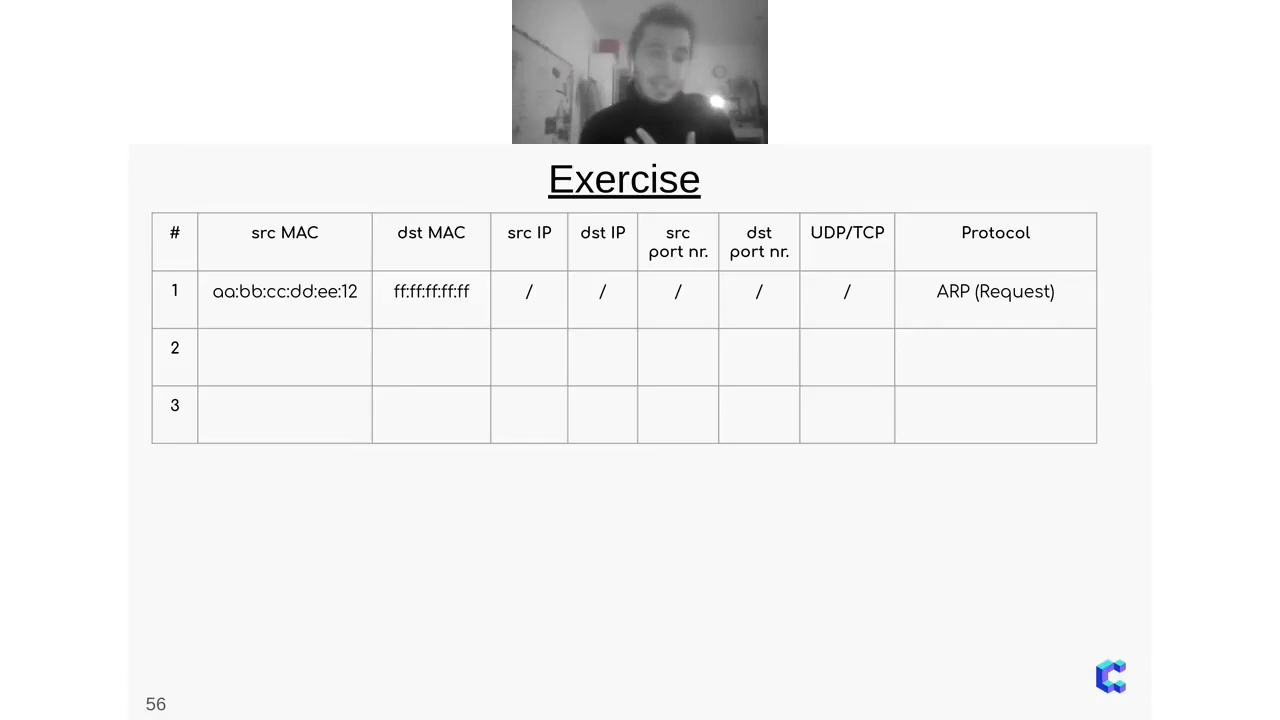 Exercise
# src MAC dst MAC src IP dst IP src port nr. dst port nr. UDP/TCP Protocol
1 aa:bb:cc:dd:ee:12 ff:ff:ff:ff:ff / / / / / ARP (Request)
2
3
56